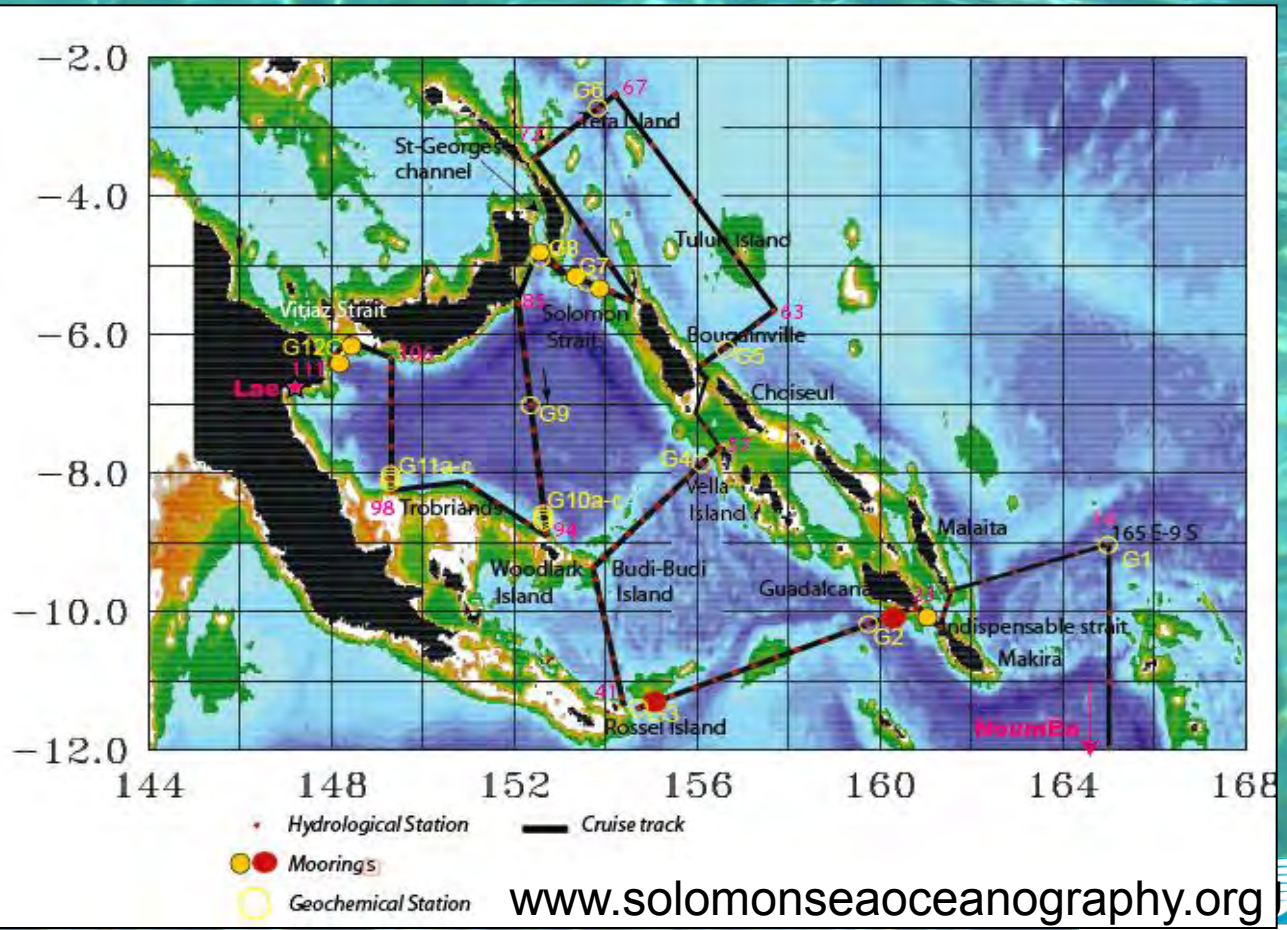 -2.0
-4.0
-6.0
-8.0
-10.0
-12.0
144
148
152
156
160
164
168
G6
67
72
St-Georges
channel
Island
G8
G7
Tulun Island
63
Solomon
Strait
Bouguinville
G5
Vitiaz Strait
G12
106
111
Lae
85
Choiseul
G9
57
G4
Vella
Island
G11a-c
98
Trobriands
G10a-c
94
Woodlark
Island
Budi-Budi
Island
Malaita
165 E-9 S
G1
Guadalcana
21
G2
Indispensable strait
Makira
41
Rossel Island
NoumEa
Hydrological Station
Cruise track
Moorings
Geochemical Station
www.solomonseaoceanography.org